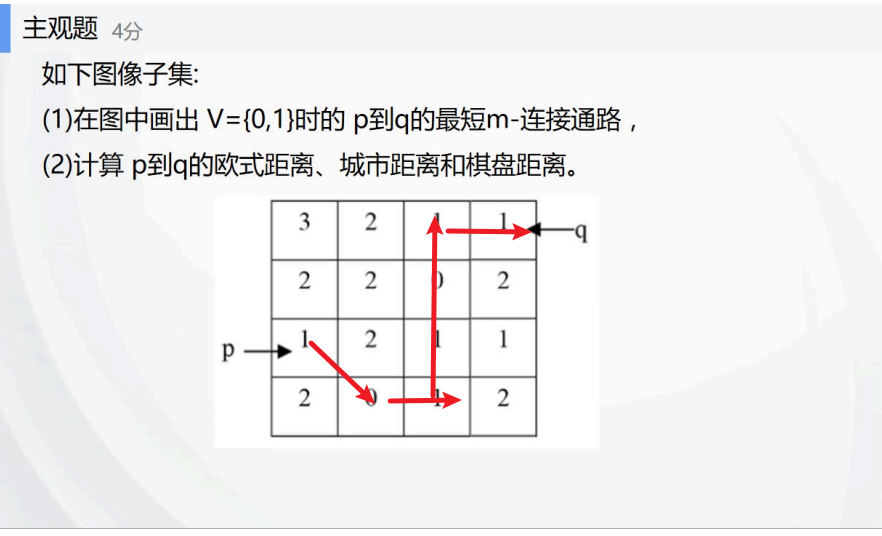 主观题 4分
如下图像子集:
(1)在图中画出 V={0,1}时的 p到q的最短m-连接通路，
(2)计算 p到q的欧式距离、城市距离和棋盘距离。
3 2 1 1 q
2 2 0 2
p 1 2 1 1
2 0 1 2